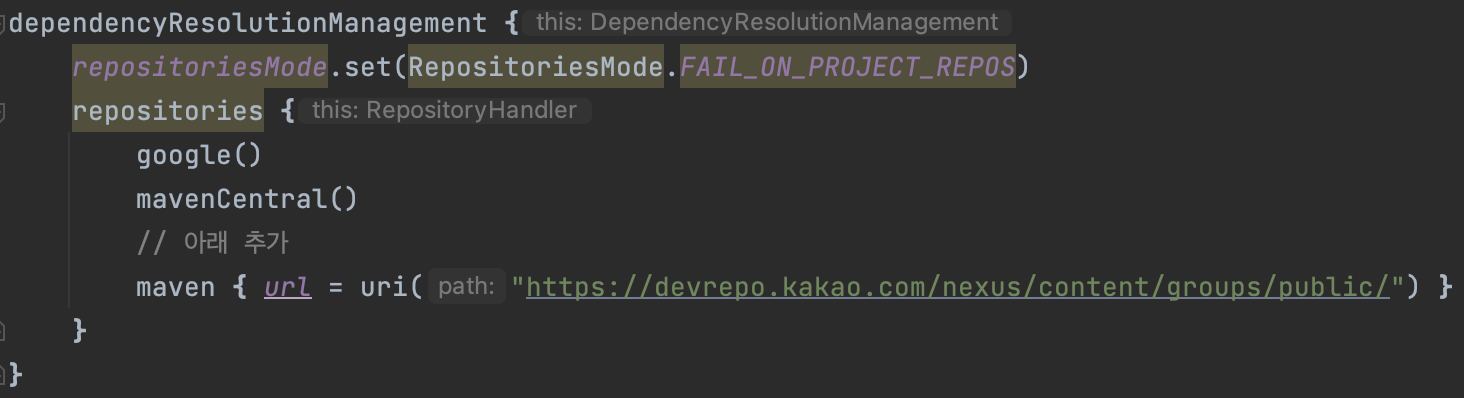 dependencyResolutionManagement { this: DependencyResolutionManagement
repositoriesMode.set(RepositoriesMode.FAIL_ON_PROJECT_REPOS)
repositories { this: RepositoryHandler
google()
mavenCentral()
// 아래 추가
maven { url = uri( path: "https://devrepo.kakao.com/nexus/content/groups/public/") }
}
}